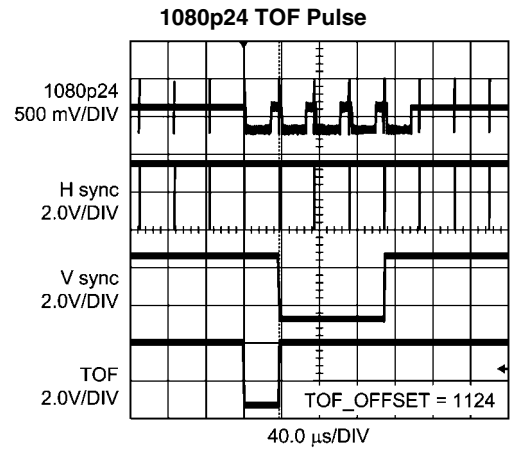 1080p24 TOF Pulse
1080p24
500 mV/DIV
H sync
2.0V/DIV
V sync
2.0V/DIV
TOF
2.0V/DIV
TOF_OFFSET = 1124
40.0 µs/DIV